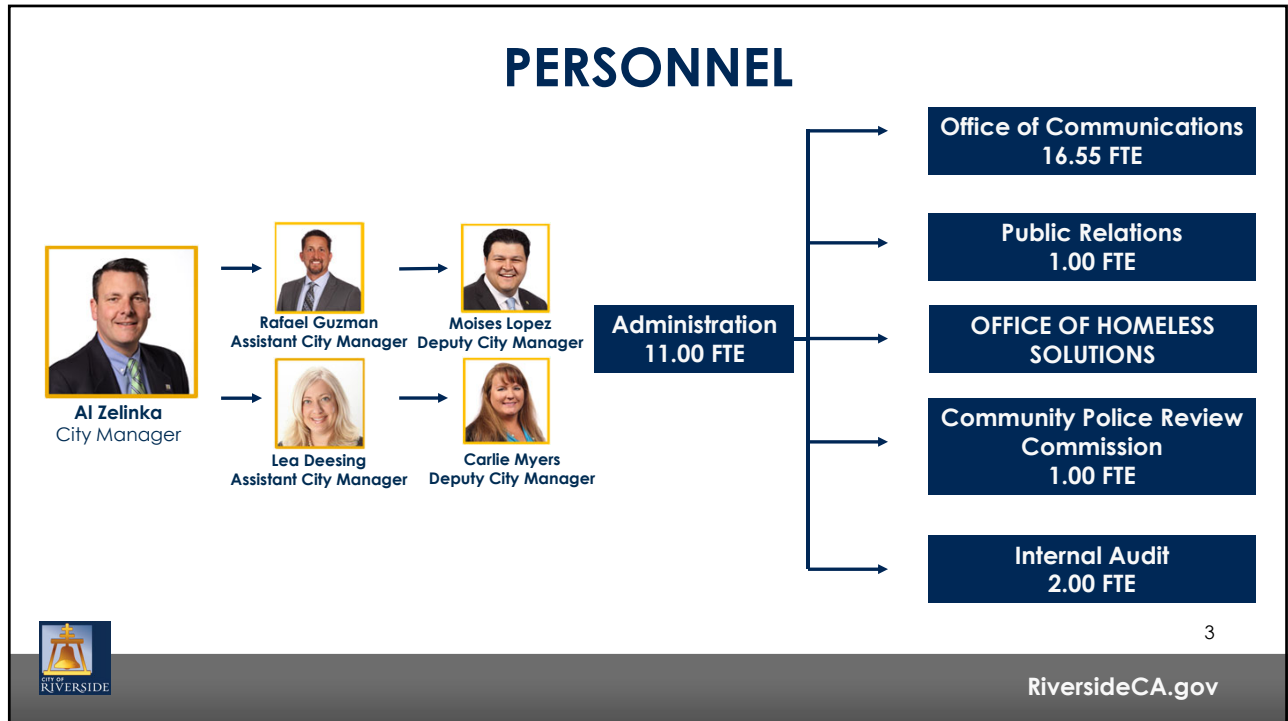 PERSONNEL
Al Zelinka
City Manager
Rafael Guzman
Assistant City Manager
Moises Lopez
Deputy City Manager
Lea Deesing
Assistant City Manager
Carlie Myers
Deputy City Manager
Administration
11.00 FTE
Office of Communications
16.55 FTE
Public Relations
1.00 FTE
OFFICE OF HOMELESS
SOLUTIONS
Community Police Review
Commission
1.00 FTE
Internal Audit
2.00 FTE
3
CITY OF
RIVERSIDE
RiversideCA.gov